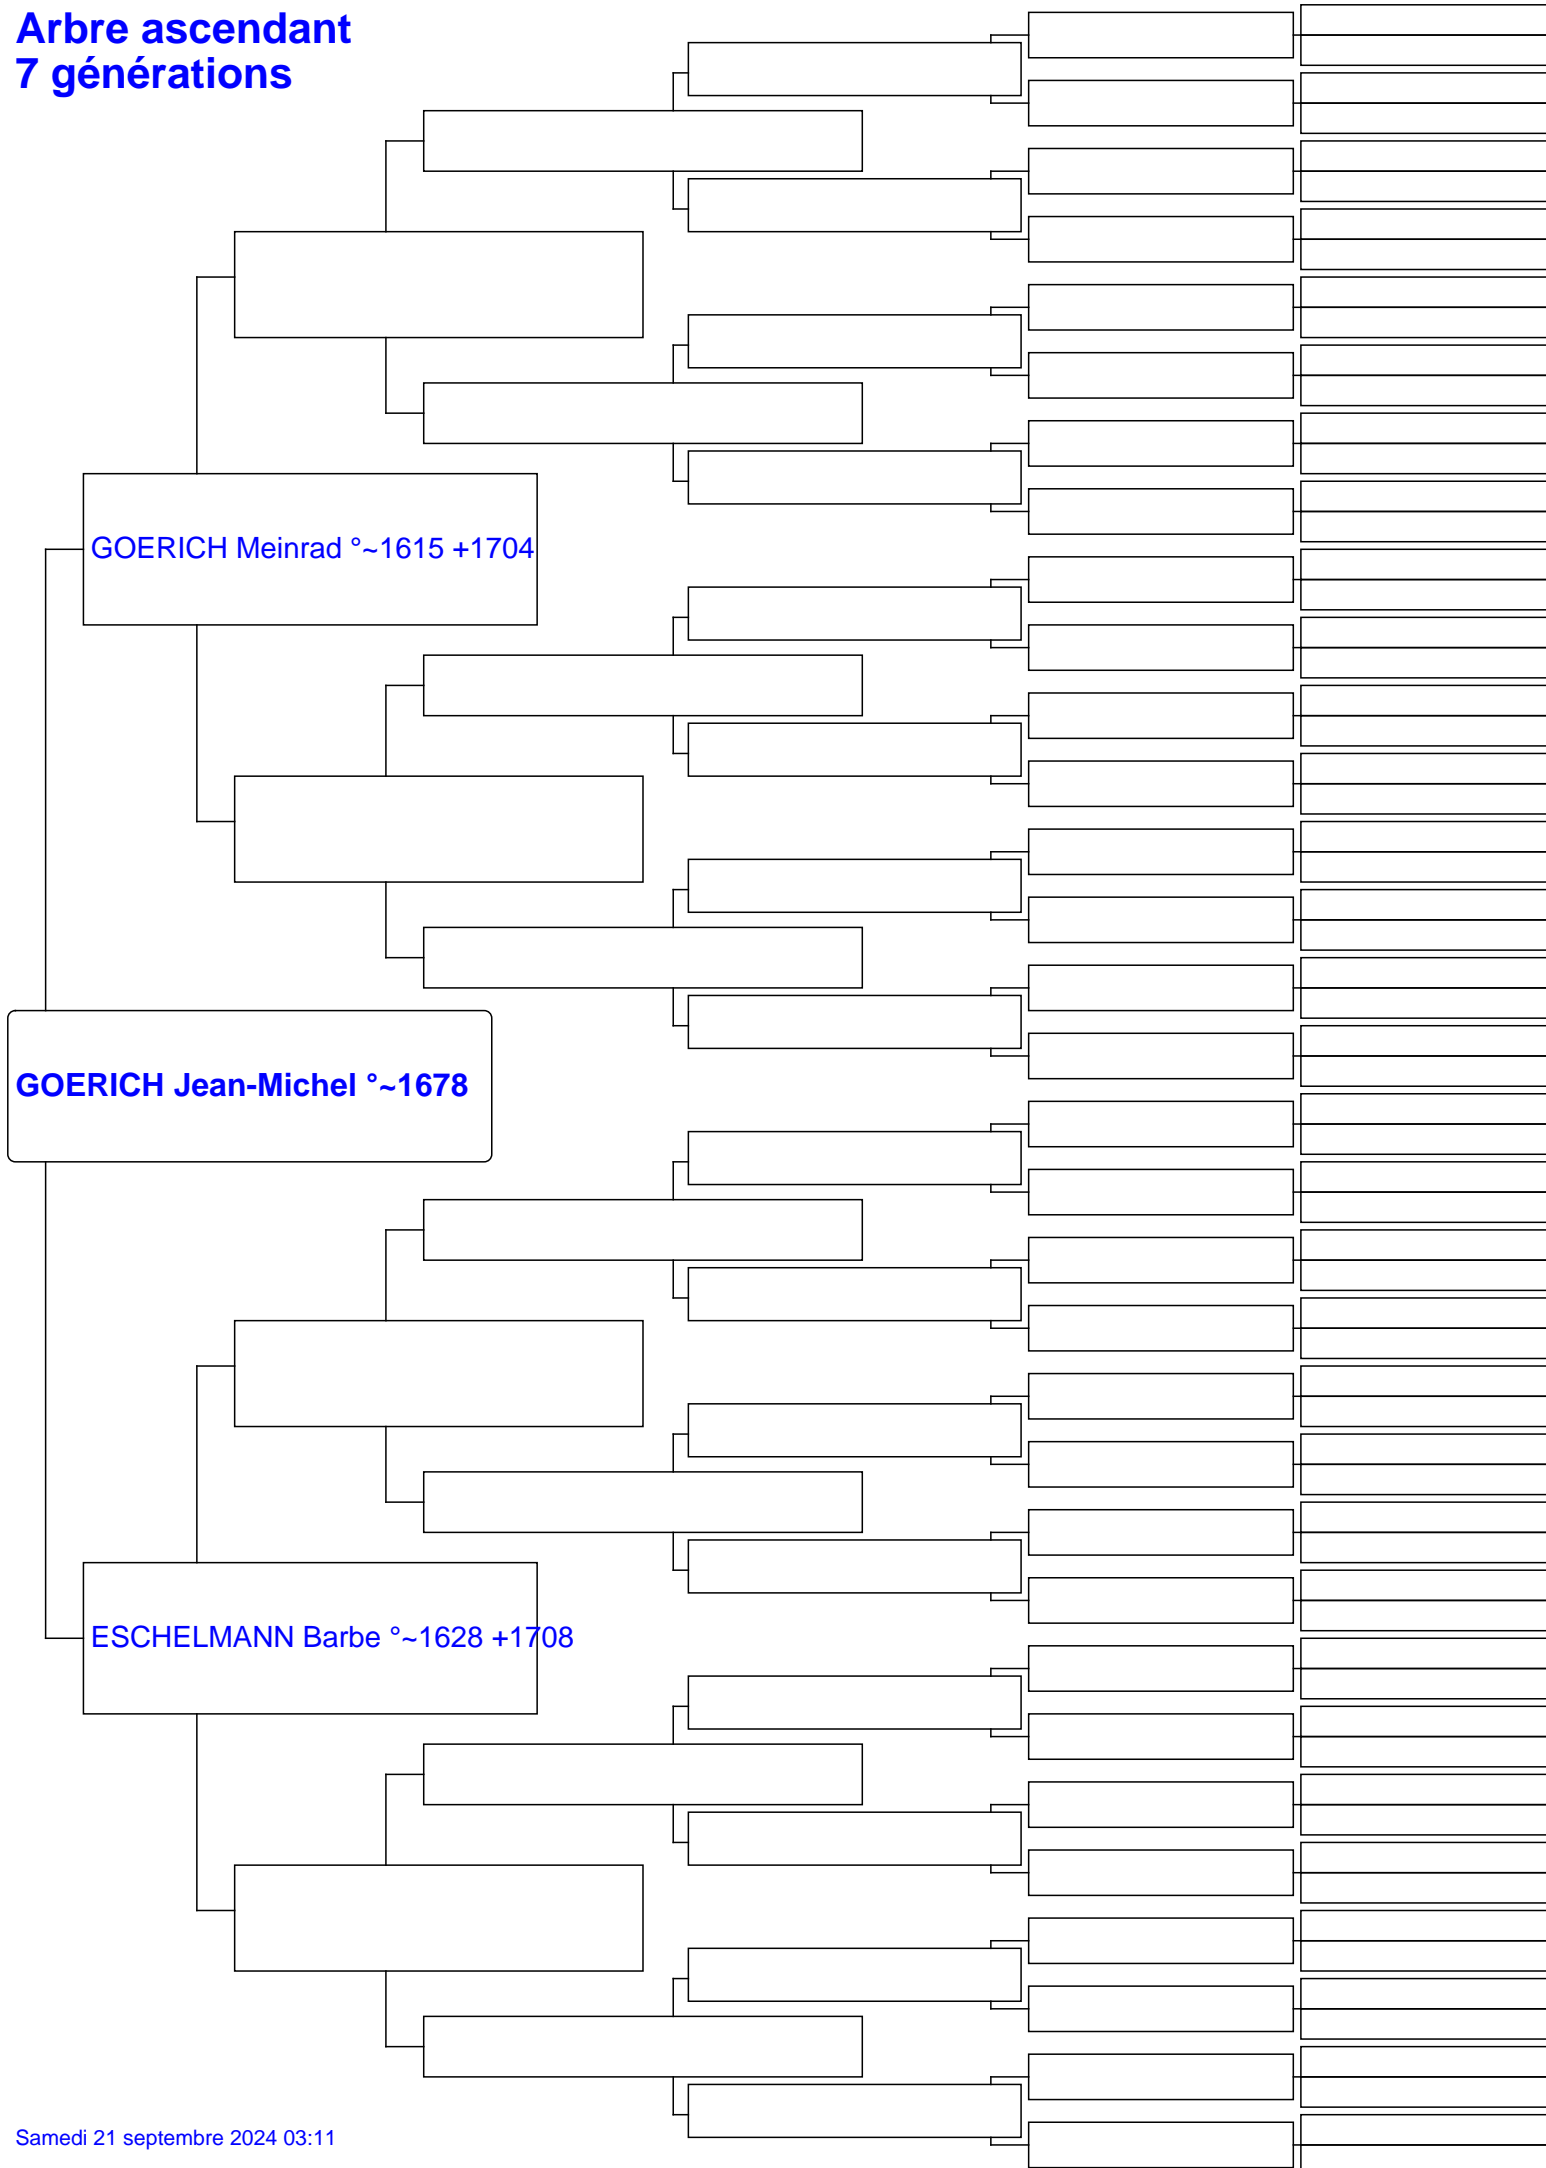 Arbre ascendant
7 générations
GOERICH Meinrad °~1615 +1704
GOERICH Jean-Michel °~1678
ESCHELMANN Barbe °~1628 +1708
Samedi 21 septembre 2024 03:11